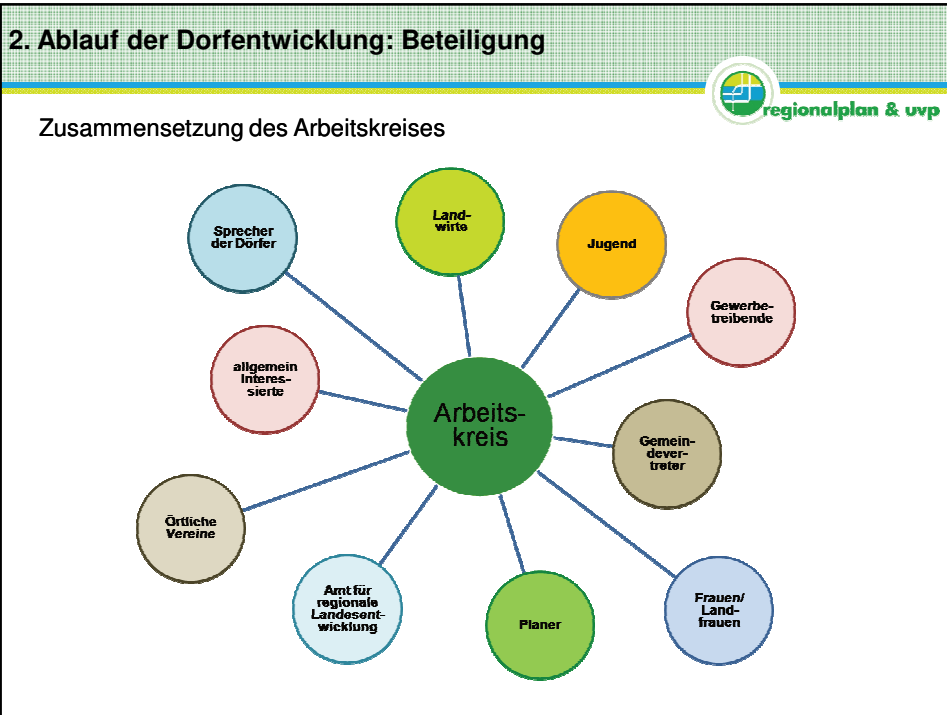 2. Ablauf der Dorfentwicklung: Beteiligung
regionalplan & uvp
Zusammensetzung des Arbeitskreises
Sprecher
der Dörfer
Land-
wirte
Jugend
Gewerbe-
treibende
allgemein
Interes-
sierte
Arbeits-
kreis
Gemein-
dever-
treter
Örtliche
Vereine
Amt für
regionale
Landesent-
wicklung
Planer
Frauen/
Land-
frauen